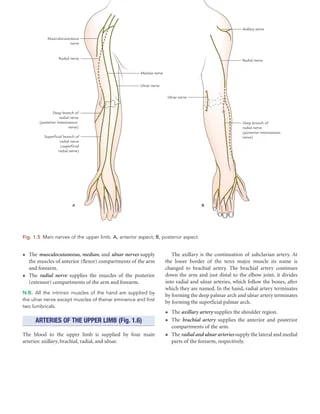 Axillary nerve
Musculocutaneous
nerve
Radial nerve
Radial nerve
Median nerve
Ulnar nerve
Ulnar nerve
Deep branch of
radial nerve
(posterior interosseous
nerve)
Superficial branch of
radial nerve
(superficial
radial nerve)
Deep branch of
radial nerve
(posterior interosseous
nerve)
A
B
Fig. 1.5 Main nerves of the upper limb. A, anterior aspect; B, posterior aspect.
• The musculocutaneous, median, and ulnar nerves supply
the muscles of anterior (flexor) compartments of the arm
and forearm.
• The radial nerve supplies the muscles of the posterior
(extensor) compartments of the arm and forearm.
N.B. All the intrinsic muscles of the hand are supplied by
the ulnar nerve except muscles of thenar eminence and first
two lumbricals.
ARTERIES OF THE UPPER LIMB (Fig. 1.6)
The blood to the upper limb is supplied by four main
arteries: axillary, brachial, radial, and ulnar.
The axillary is the continuation of subclavian artery. At
the lower border of the teres major muscle its name is
changed to brachial artery. The brachial artery continues
down the arm and just distal to the elbow joint, it divides
into radial and ulnar arteries, which follow the bones, after
which they are named. In the hand, radial artery terminates
by forming the deep palmar arch and ulnar artery terminates
by forming the superficial palmar arch.
• The axillary artery supplies the shoulder region.
• The brachial artery supplies the anterior and posterior
compartments of the arm.
• The radial and ulnar arteries supply the lateral and medial
parts of the forearm, respectively.